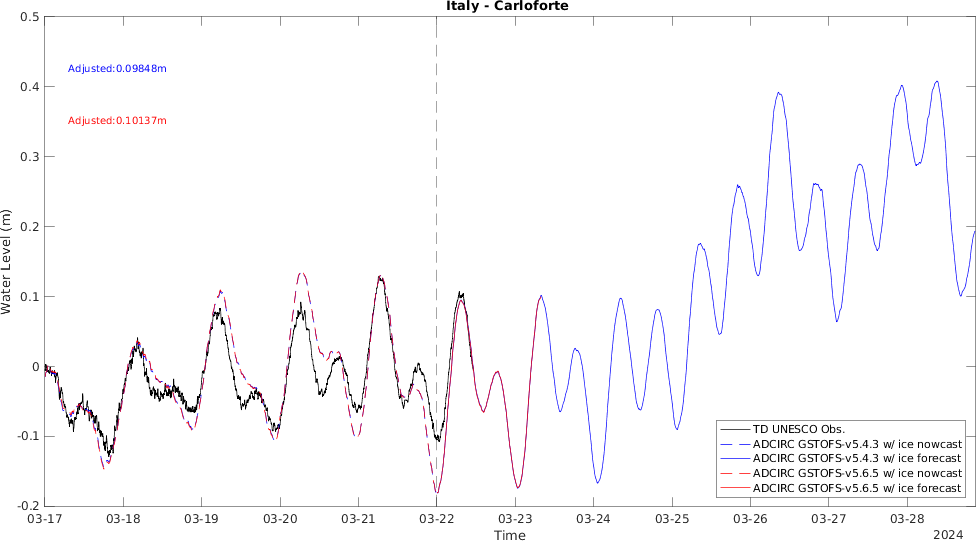 Italy - Carloforte
0.5
0.4
0.3
0.2
0.1
0
-0.1
-0.2
Water Level (m)
Adjusted:0.09848m
Adjusted:0.10137m
TD UNESCO Obs.
ADCIRC GSTOFS-v5.4.3 w/ ice nowcast
ADCIRC GSTOFS-v5.4.3 w/ ice forecast
ADCIRC GSTOFS-v5.6.5 w/ ice nowcast
ADCIRC GSTOFS-v5.6.5 w/ ice forecast
03-17 03-18 03-19 03-20 03-21 03-22 03-23 03-24 03-25 03-26 03-27 03-28
Time
2024